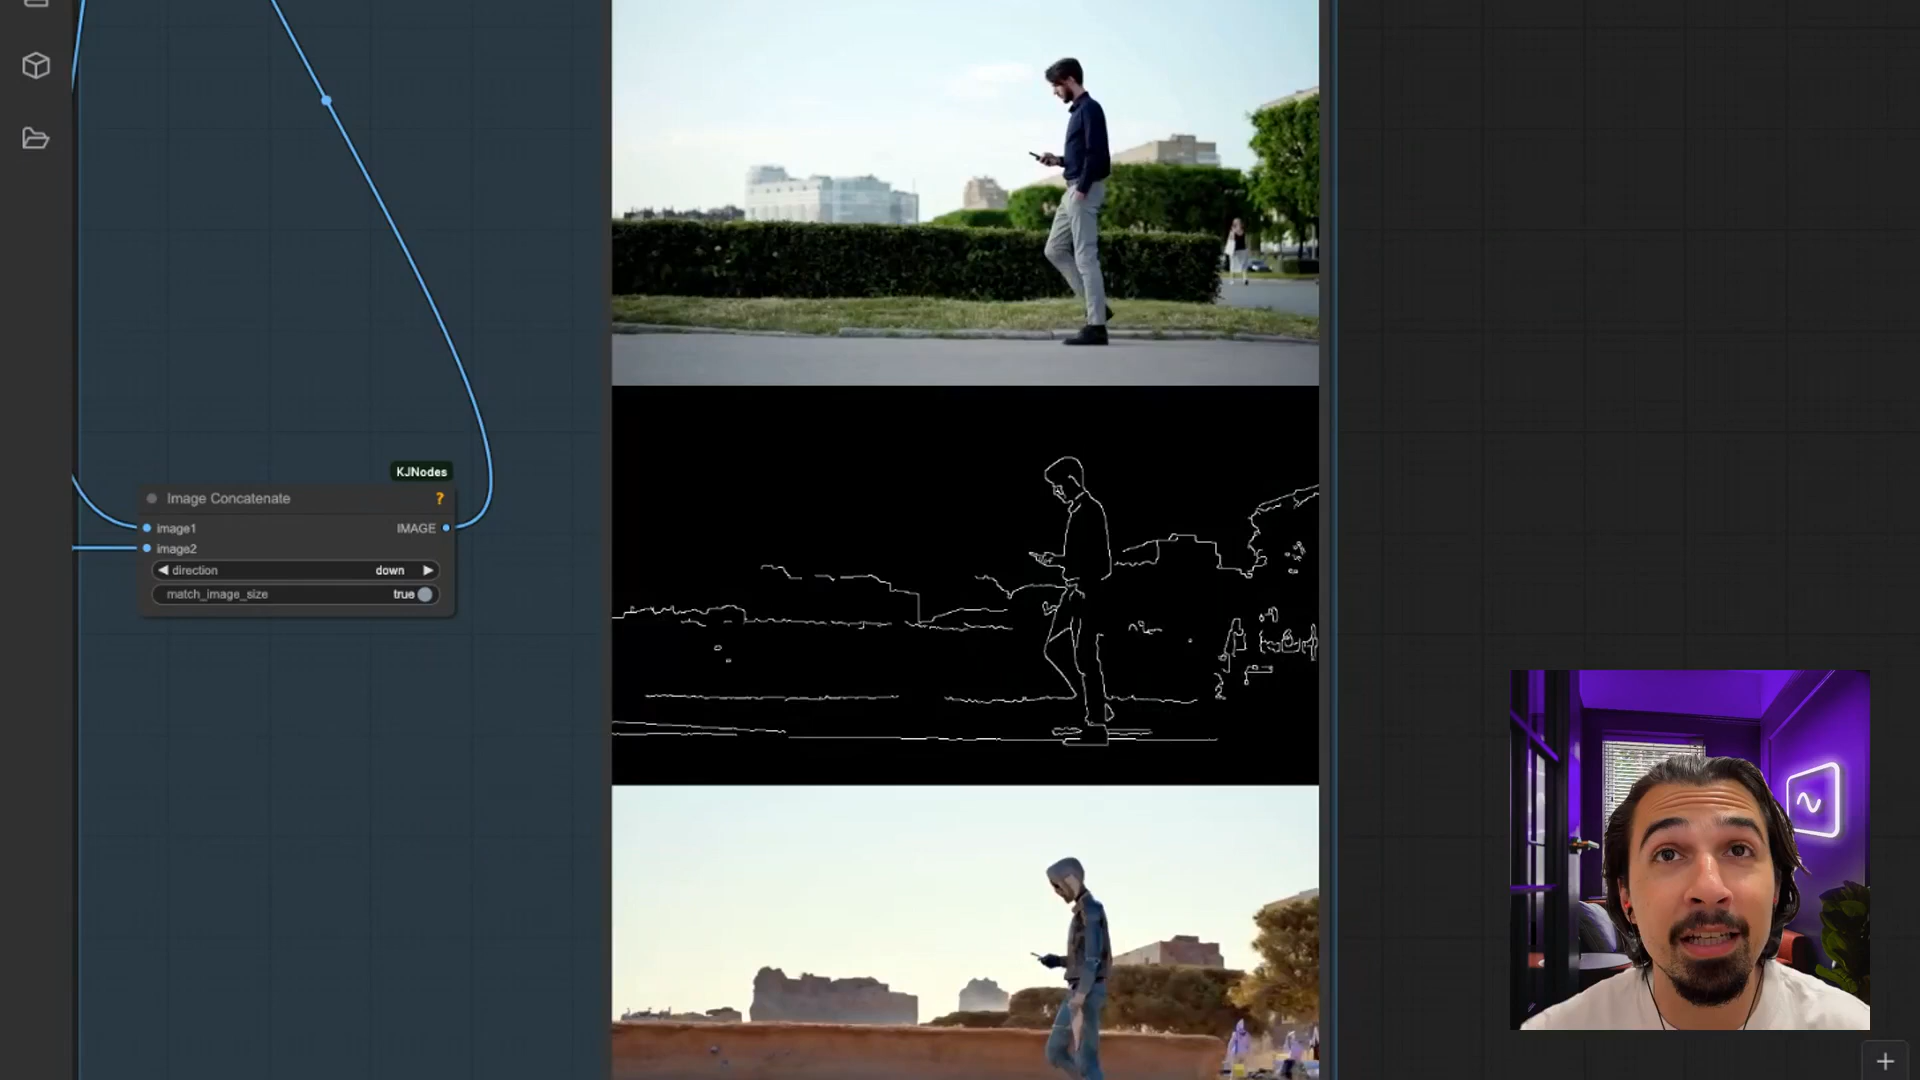 KJNodes
Image Concatenate ?
image1 IMAGE
image2
direction down
match_image_size true